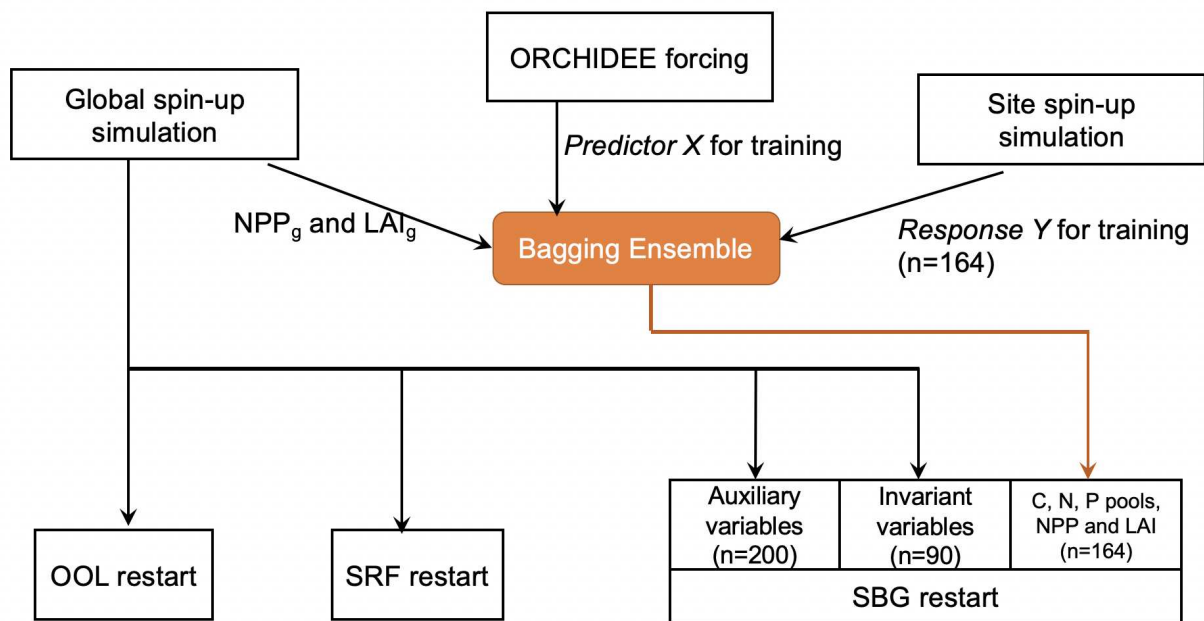 ORCHIDEE forcing
Global spin-up
simulation
Site spin-up
simulation
Predictor X for training
NPPg and LAIg
Bagging Ensemble
Response Y for training
(n=164)
OOL restart
SRF restart
Auxiliary
variables
(n=200)
Invariant
variables
(n=90)
C, N, P pools,
NPP and LAI
(n=164)
SBG restart